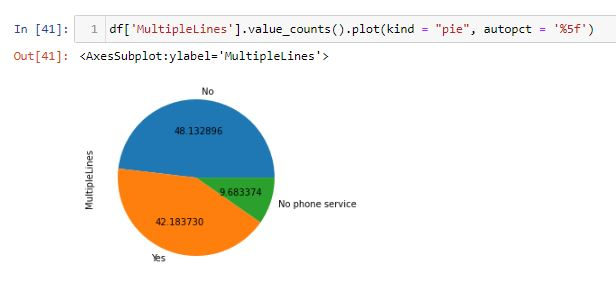 In [41]: 1 df['MultipleLines'].value_counts().plot(kind = "pie", autopct = '%5f')
Out[41]: <AxesSubplot:ylabel='MultipleLines'>
No
48.132896
MultipleLines
9.683374
No phone service
42.183730
Yes